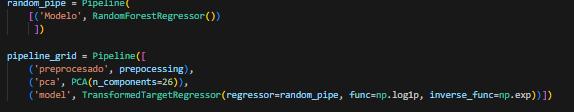 random_pipe = Pipeline(
[('Modelo', RandomForestRegressor())
])
pipeline_grid = Pipeline([
('preprocesado', prepocessing),
('pca', PCA(n_components=26)),
('model', TransformedTargetRegressor(regressor=random_pipe, func=np.log1p, inverse_func=np.exp))])